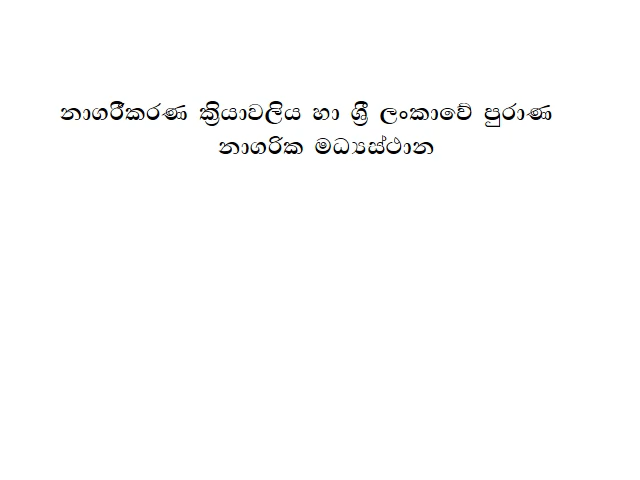 නාගරීකරණ ක්‍රියාවලිය හා ශ්‍රී ලංකාවේ පුරාණ
නාගරික මධ්‍යස්ථාන